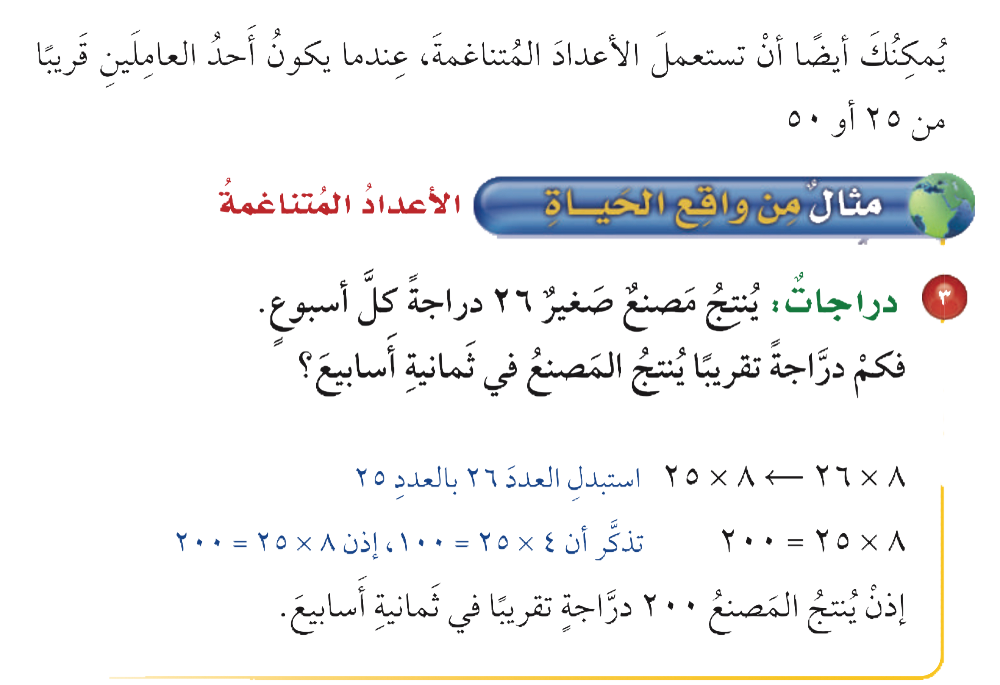 يُمكِنُكَ أيضًا أنْ تستعملَ الأعدادَ المُتناغمةَ، عِندما يكونُ أَحدُ العامِلَينِ قَريبًا
من ٢٥ أو ٥٠
مثالٌ مِن واقِعِ الحَيـاةِ الأعدادُ المُتناغمةُ
٣ دراجاتٌ: يُنتِجُ مَصنعٌ صَغيرٌ ٢٦ دراجةً كلَّ أسبوعٍ.
فكمْ درَّاجةً تقريبًا يُنتجُ المَصنعُ في ثَمانيةِ أَسابيعَ؟
٨ × ٢٦ ← ٨ × ٢٥ استبدلِ العددَ ٢٦ بالعددِ ٢٥
٨ × ٢٥ = ٢٠٠ تذكَّر أن ٤ × ٢٥ = ١٠٠، إذن ٨ × ٢٥ = ٢٠٠
إذنْ يُنتجُ المَصنعُ ٢٠٠ درَّاجةٍ تقريبًا في ثَمانيةِ أَسابيعَ.